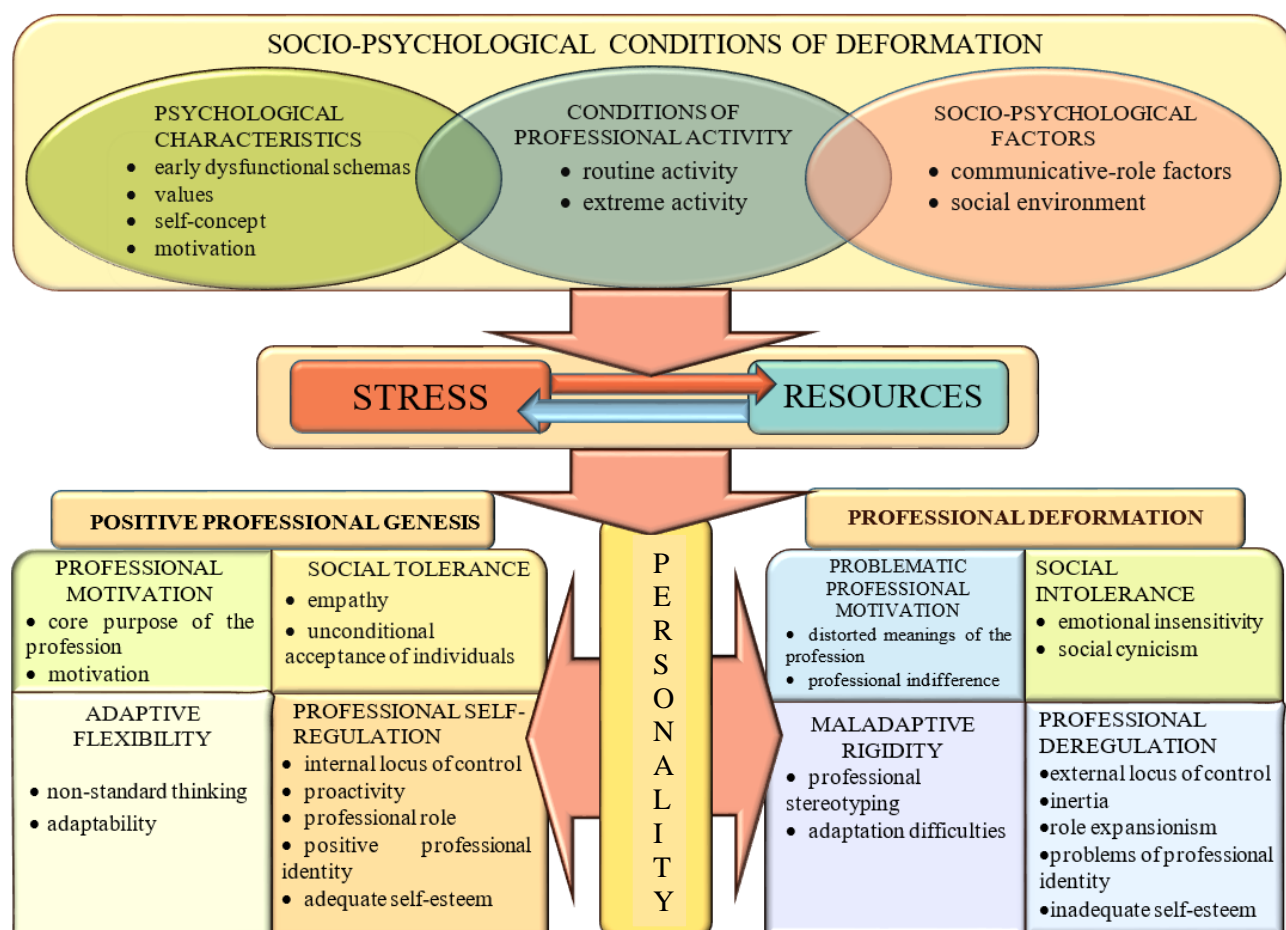 SOCIO-PSYCHOLOGICAL CONDITIONS OF DEFORMATION
PSYCHOLOGICAL
CHARACTERISTICS
• early dysfunctional schemas
• values
• self-concept
• motivation
CONDITIONS OF
PROFESSIONAL ACTIVITY
• routine activity
• extreme activity
SOCIO-PSYCHOLOGICAL
FACTORS
• communicative-role factors
• social environment
STRESS
RESOURCES
POSITIVE PROFESSIONAL GENESIS
PROFESSIONAL
MOTIVATION
• core purpose of the
profession
• motivation
SOCIAL TOLERANCE
• empathy
• unconditional
acceptance of individuals
ADAPTIVE
FLEXIBILITY
• non-standard thinking
• adaptability
PROFESSIONAL SELF-
REGULATION
• internal locus of control
• proactivity
• professional role
• positive professional
identity
• adequate self-esteem
P
E
R
S
O
N
A
L
I
T
Y
PROFESSIONAL DEFORMATION
PROBLEMATIC
PROFESSIONAL
MOTIVATION
• distorted meanings of the
profession
• professional indifference
SOCIAL
INTOLERANCE
• emotional insensitivity
• social cynicism
MALADAPTIVE
RIGIDITY
• professional
stereotyping
• adaptation difficulties
PROFESSIONAL
DEREGULATION
•external locus of control
•inertia
•role expansionism
•problems of professional
identity
•inadequate self-esteem